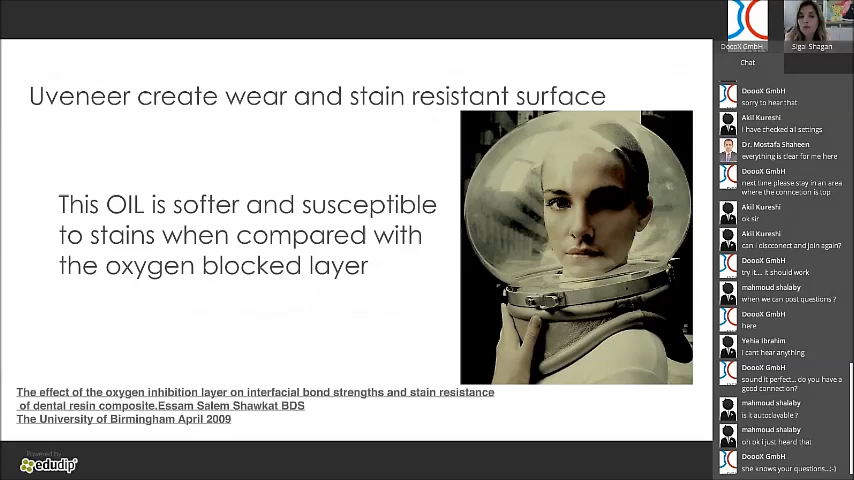 Uveneer create wear and stain resistant surface
This OIL is softer and susceptible
to stains when compared with
the oxygen blocked layer
The effect of the oxygen inhibition layer on interfacial bond strengths and stain resistance
of dental resin composite.Essam Salem Shawkat BDS
The University of Birmingham April 2009
Powered by
edudip
DoooX GmbH
Sigal Shagan
Chat
DoooX GmbH
sorry to hear that
Akil Kureshi
i have checked all settings
Dr. Mostafa Shaheen
everything is clear for me here
DoooX GmbH
next time please stay in an area
where the conncetion is top
Akil Kureshi
ok sir
Akil Kureshi
can i discconect and join again?
DoooX GmbH
try it.... it should work
mahmoud shalaby
when we can post questions ?
DoooX GmbH
here
Yehia Ibrahim
I cant hear anything
DoooX GmbH
sound it perfect... do you have a
good connection?
mahmoud shalaby
is it autoclavable ?
mahmoud shalaby
oh ok i just heard that
DoooX GmbH
she knows your questions...;-)